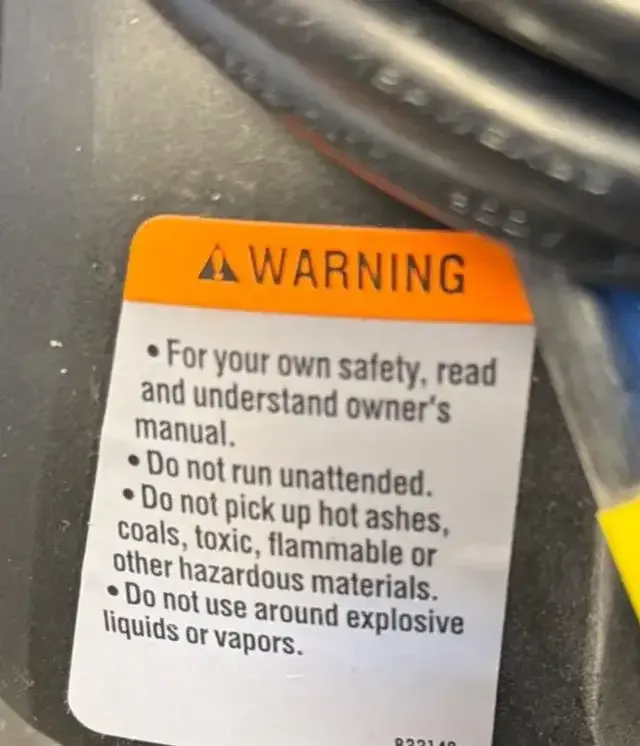 WARNING
• For your own safety, read
and understand owner's
manual.
• Do not run unattended.
• Do not pick up hot ashes,
coals, toxic, flammable or
other hazardous materials.
• Do not use around explosive
liquids or vapors.